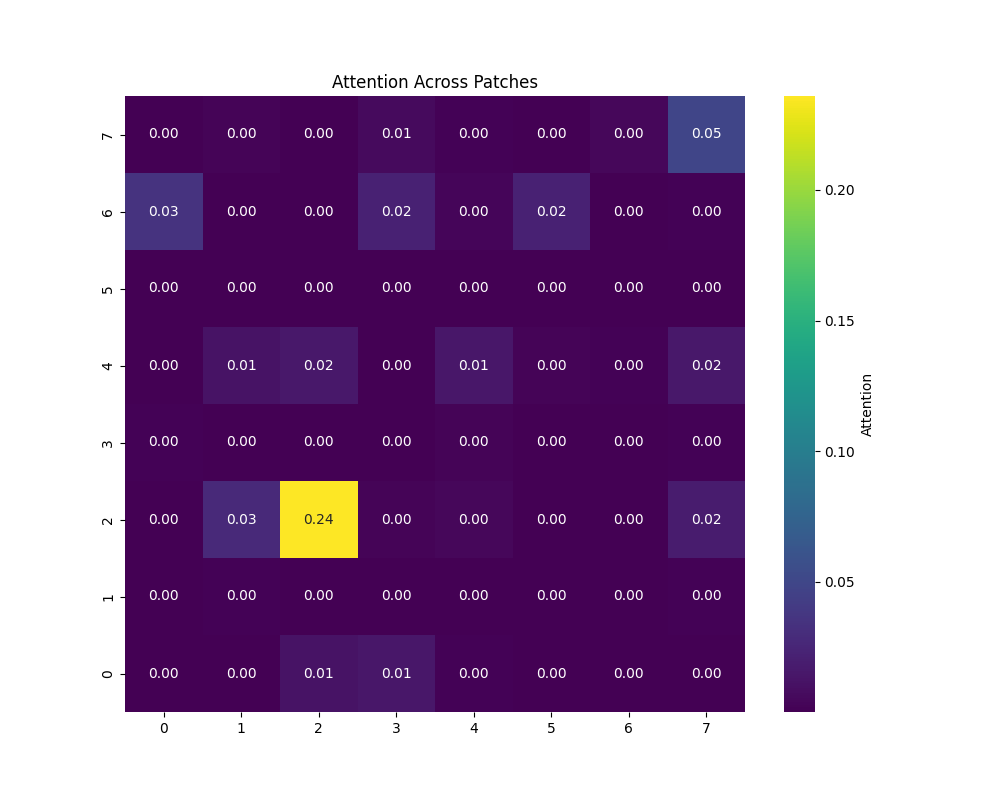 Attention Across Patches
7 0.00 0.00 0.00 0.01 0.00 0.00 0.00 0.05
6 0.03 0.00 0.00 0.02 0.00 0.02 0.00 0.00
5 0.00 0.00 0.00 0.00 0.00 0.00 0.00 0.00
4 0.00 0.01 0.02 0.00 0.01 0.00 0.00 0.02
3 0.00 0.00 0.00 0.00 0.00 0.00 0.00 0.00
2 0.00 0.03 0.24 0.00 0.00 0.00 0.00 0.02
1 0.00 0.00 0.00 0.00 0.00 0.00 0.00 0.00
0 0.00 0.00 0.01 0.01 0.00 0.00 0.00 0.00
0 1 2 3 4 5 6 7
0.20
0.15
0.10
0.05
Attention